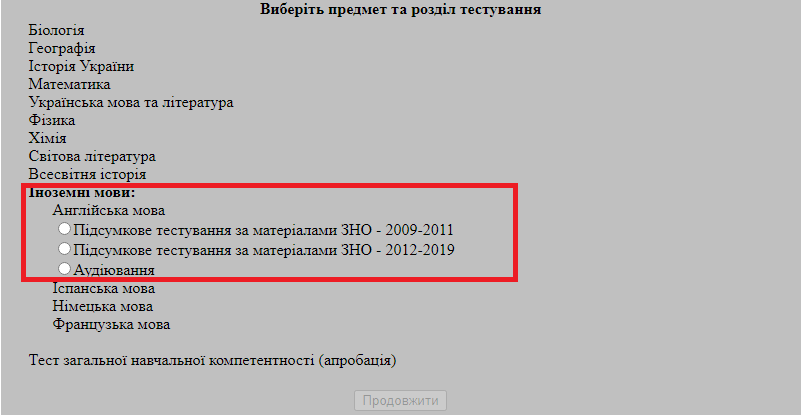 Виберіть предмет та розділ тестування
Біологія
Географія
Історія України
Математика
Українська мова та література
Фізика
Хімія
Світова література
Всесвітня історія
Іноземні мови:
Англійська мова
Підсумкове тестування за матеріалами ЗНО - 2009-2011
Підсумкове тестування за матеріалами ЗНО - 2012-2019
Аудіювання
Іспанська мова
Німецька мова
Французька мова
Тест загальної навчальної компетентності (апробація)
Продовжити